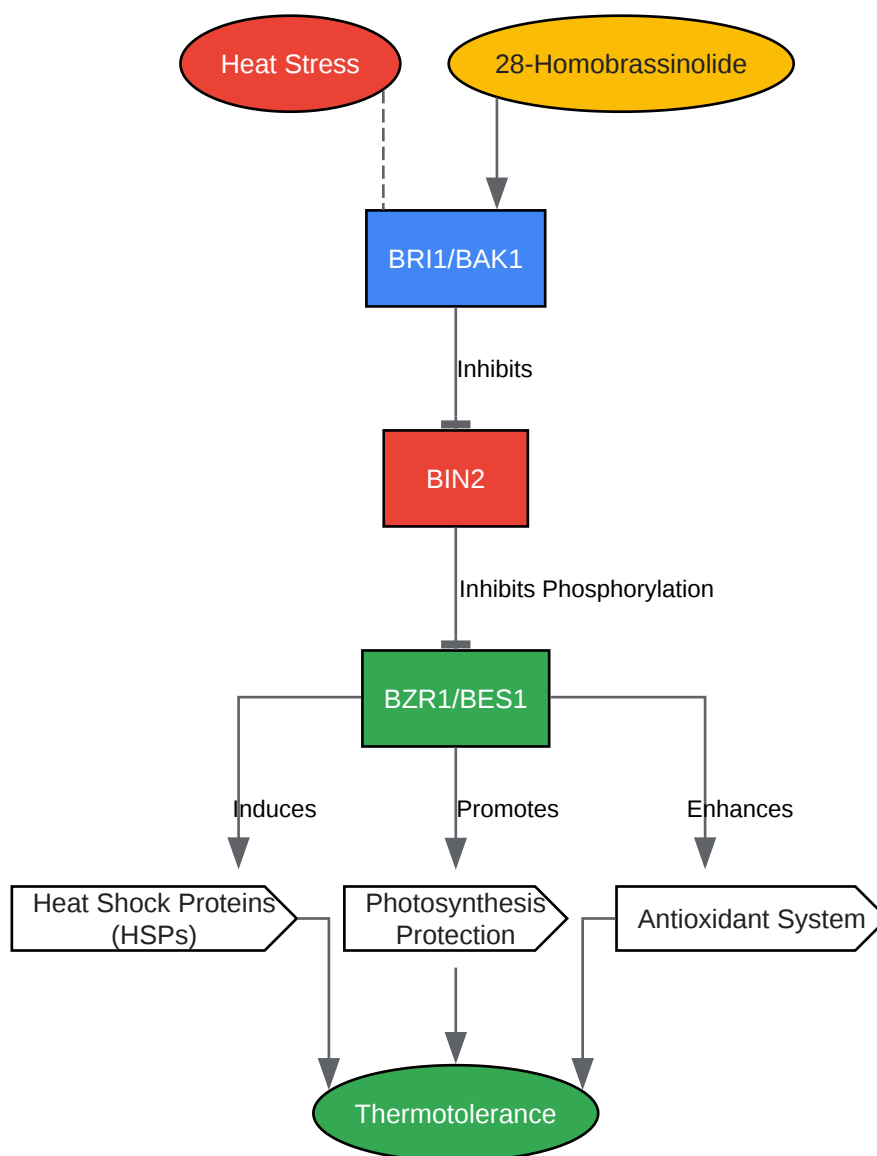 Heat Stress
28-Homobrassinolide
BRI1/BAK1
Inhibits
BIN2
Inhibits Phosphorylation
BZR1/BES1
Induces
Promotes
Enhances
Heat Shock Proteins
(HSPs)
Photosynthesis
Protection
Antioxidant System
Thermotolerance